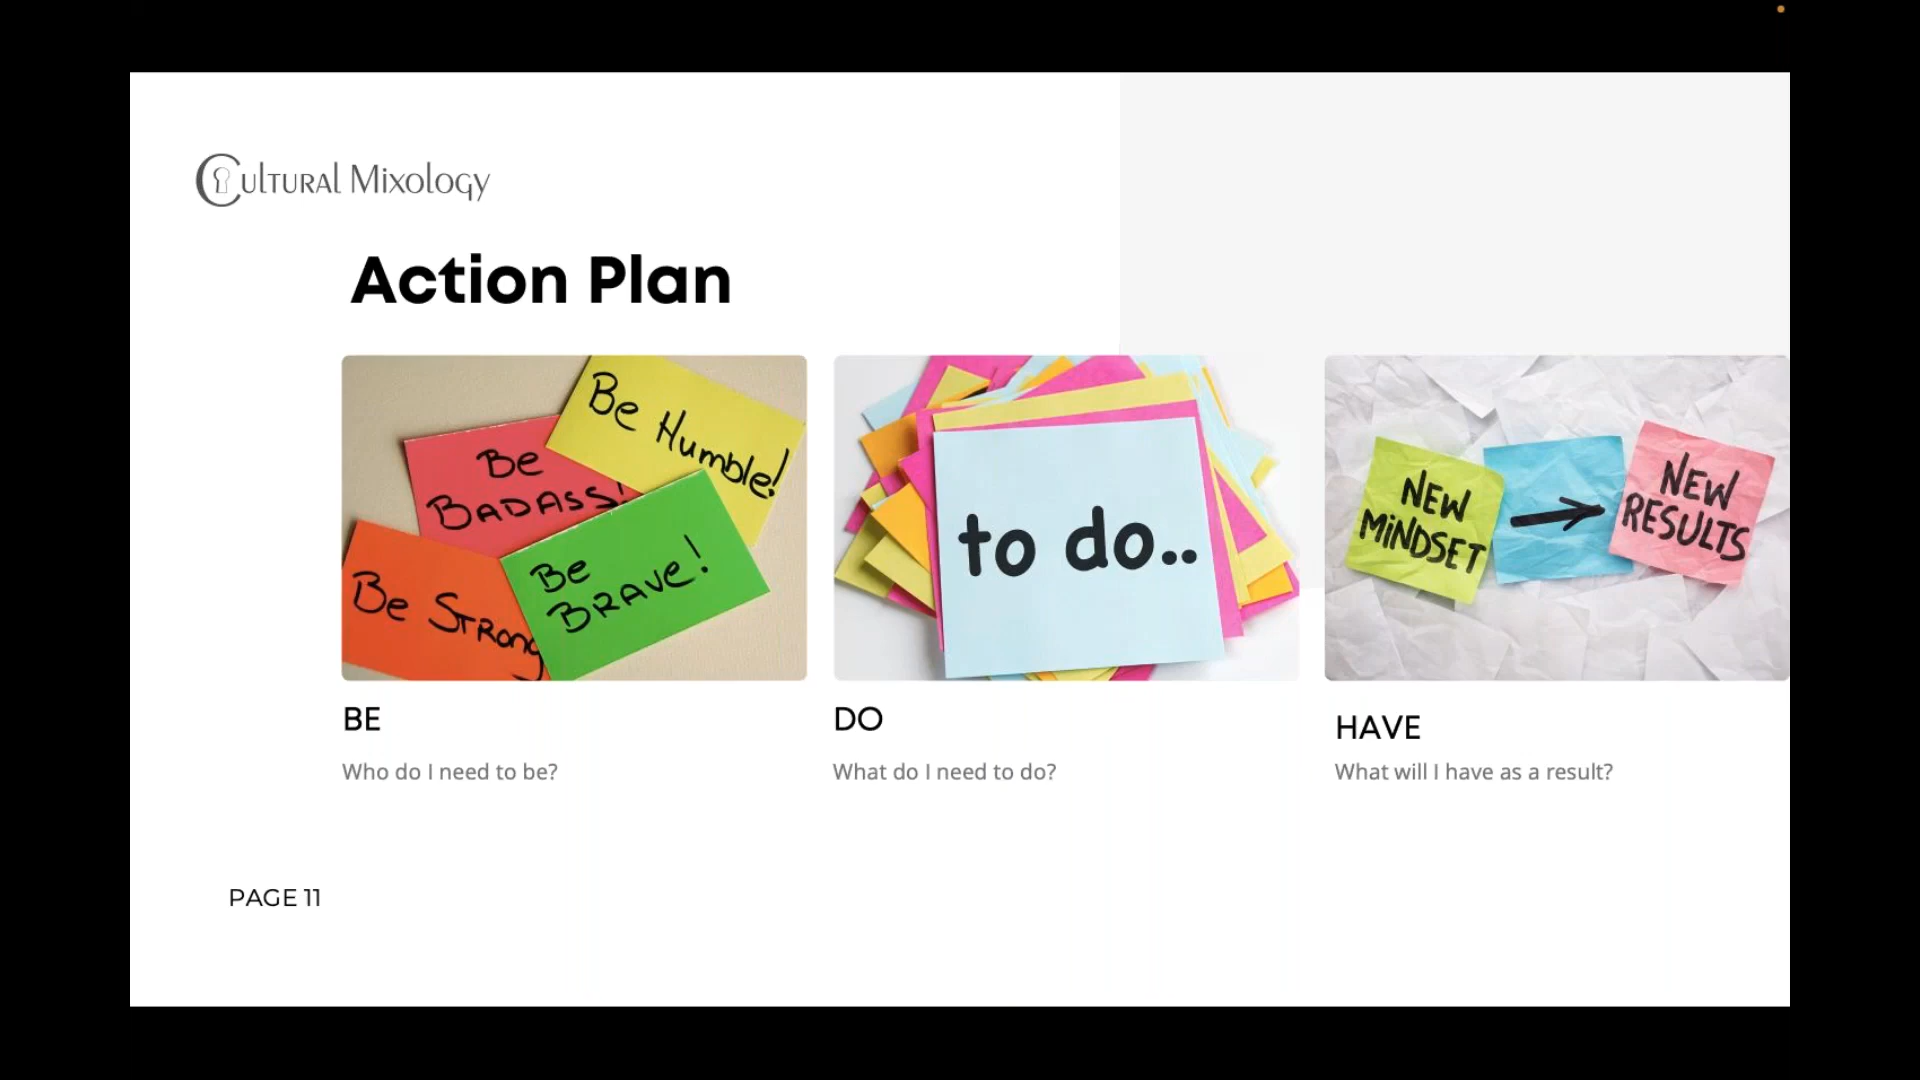 Cultural Mixology
Action Plan
Be Humble!
Be
BADASS!
Be Strong
Be
BRAVE!
to do..
NEW
MINDSET
NEW
RESULTS
BE
Who do I need to be?
DO
What do I need to do?
HAVE
What will I have as a result?
PAGE 11